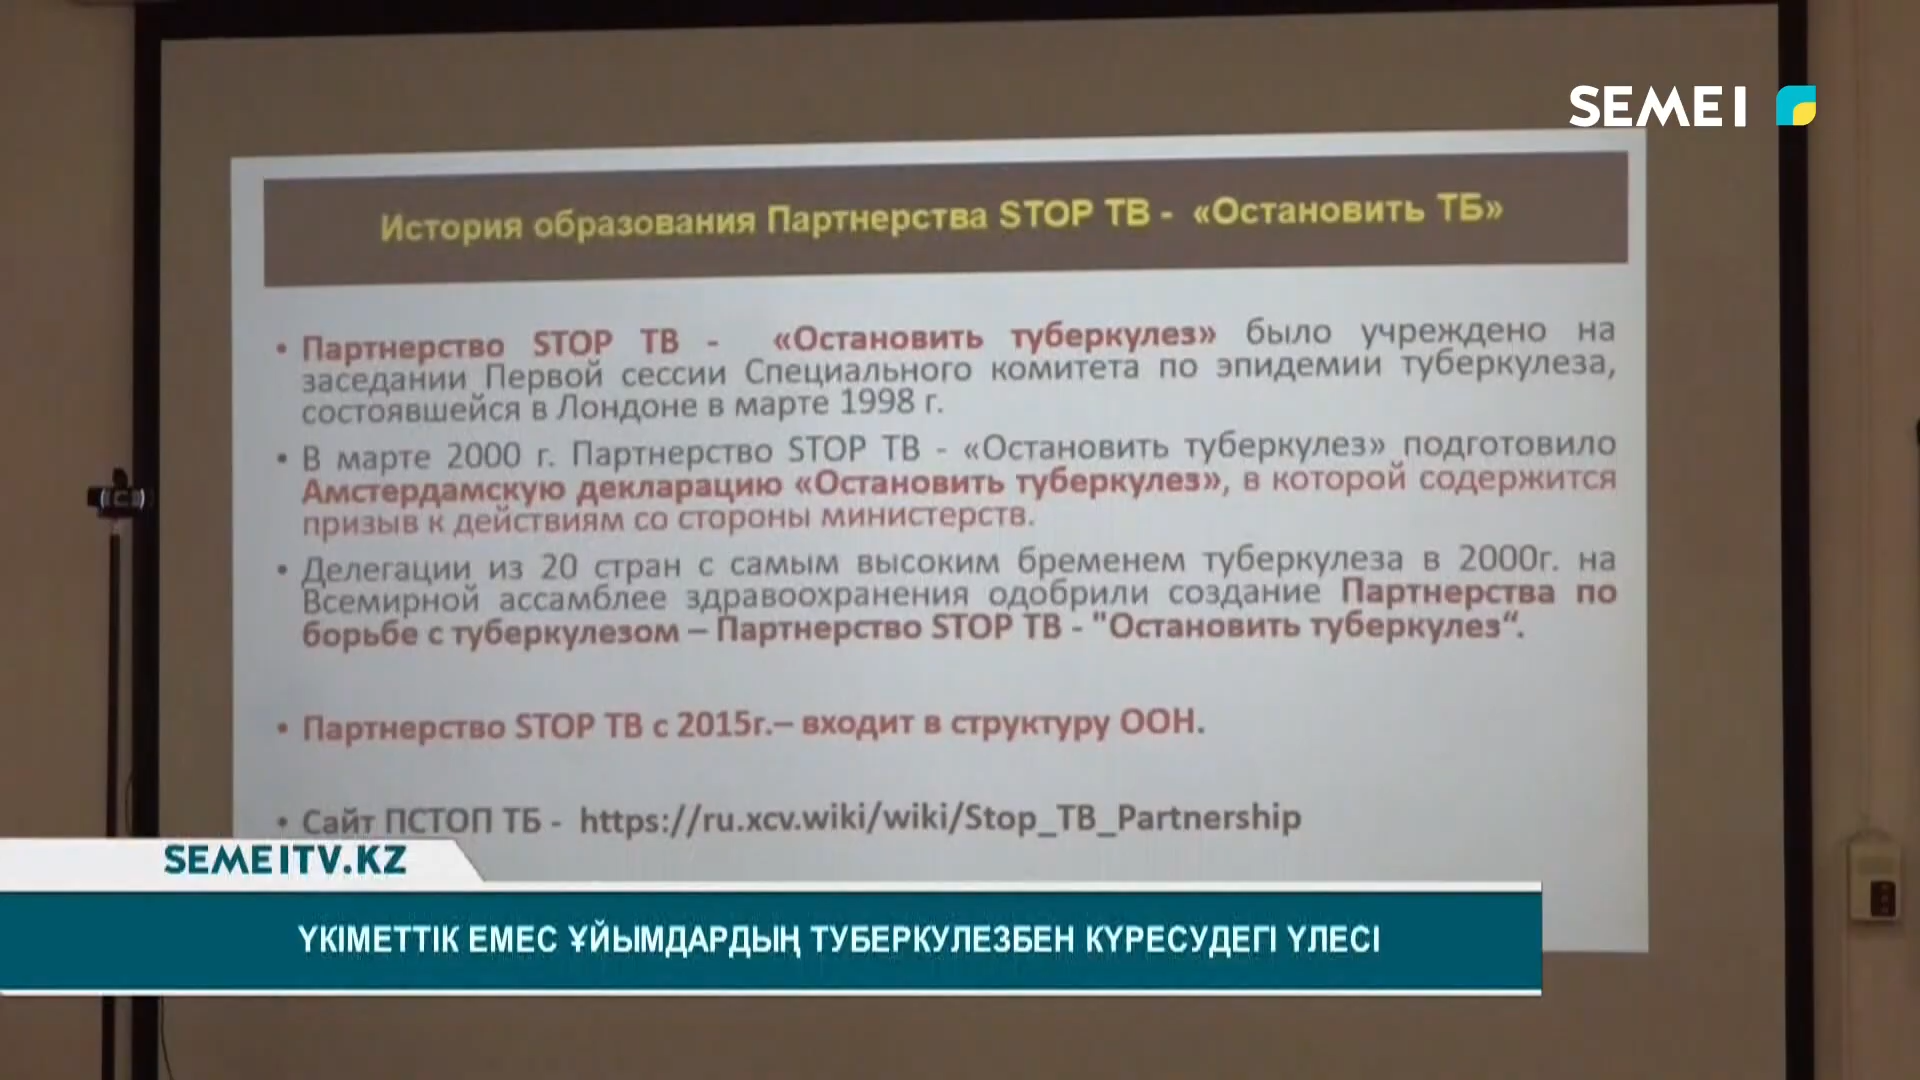 SEMEI
История образования Партнерства STOP TB - «Остановить ТБ»
• Партнерство STOP TB - «Остановить туберкулез» было учреждено на
заседании Первой сессии Специального комитета по эпидемии туберкулеза,
состоявшейся в Лондоне в марте 1998 г.
• В марте 2000 г. Партнерство STOP TB - «Остановить туберкулез» подготовило
Амстердамскую декларацию «Остановить туберкулез», в которой содержится
призыв к действиям со стороны министерств.
• Делегации из 20 стран с самым высоким бременем туберкулеза в 2000г. на
Всемирной ассамблее здравоохранения одобрили создание Партнерства по
борьбе с туберкулезом – Партнерство STOP TB - "Остановить туберкулез“.
• Партнерство STOP TB с 2015г.– входит в структуру ООН.
• Сайт ПСТОП ТБ - https://ru.xcv.wiki/wiki/Stop_TB_Partnership
SEMEITV.KZ
ҮКІМЕТТІК ЕМЕС ҰЙЫМДАРДЫҢ ТУБЕРКУЛЕЗБЕН КҮРЕСУДЕГІ ҮЛЕСІ